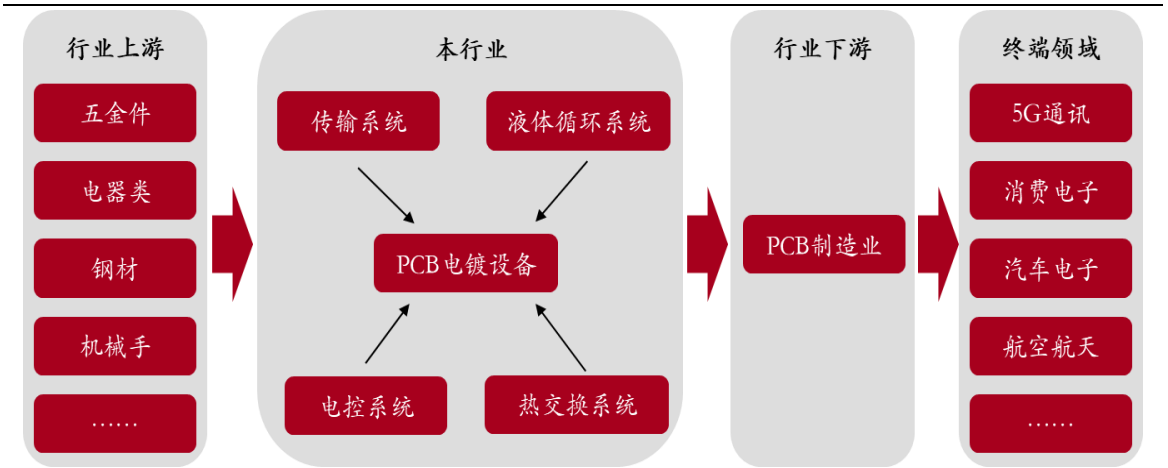 行业上游
五金件
电器类
钢材
机械手
……
本行业
传输系统
液体循环系统
PCB电镀设备
电控系统
热交换系统
行业下游
PCB制造业
终端领域
5G通讯
消费电子
汽车电子
航空航天
……